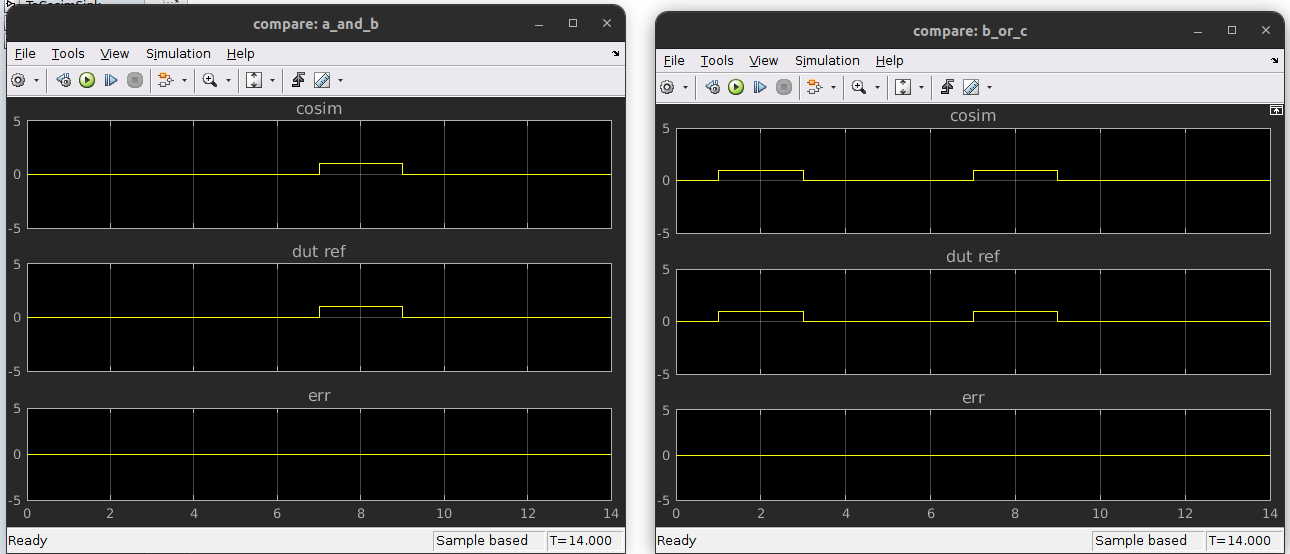 TsCosimSink
compare: a_and_b
File Tools View Simulation Help
cosim
5
0
-5
dut ref
5
0
-5
err
5
0
-5
0 2 4 6 8 10 12 14
Ready Sample based T=14.000
compare: b_or_c
File Tools View Simulation Help
cosim
5
0
-5
dut ref
5
0
-5
err
5
0
-5
0 2 4 6 8 10 12 14
Ready Sample based T=14.000